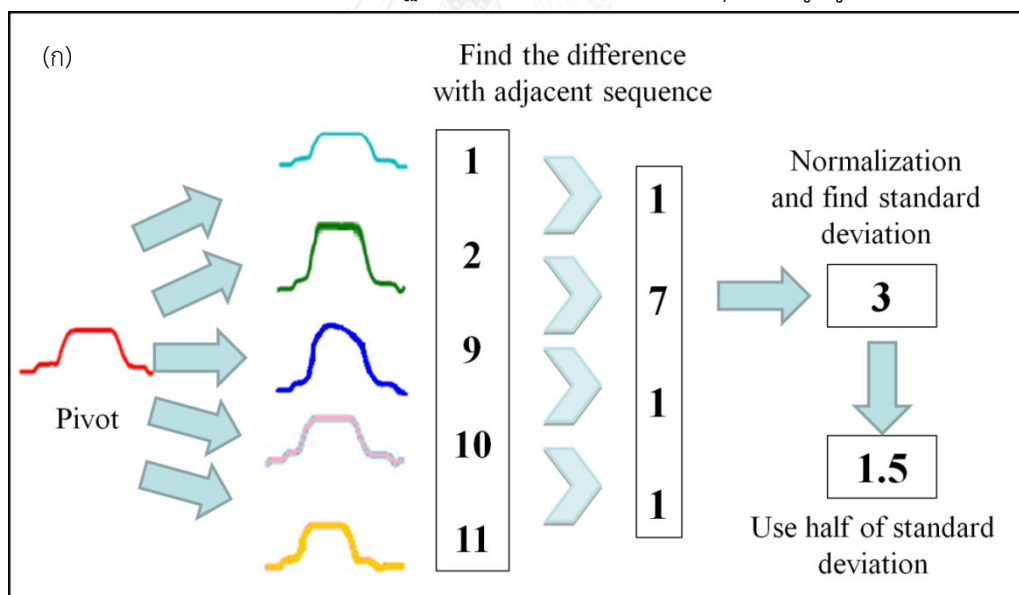 (ก)
Find the difference
with adjacent sequence
1
2
9
10
11
1
7
1
1
Normalization
and find standard
deviation
3
1.5
Use half of standard
deviation
Pivot